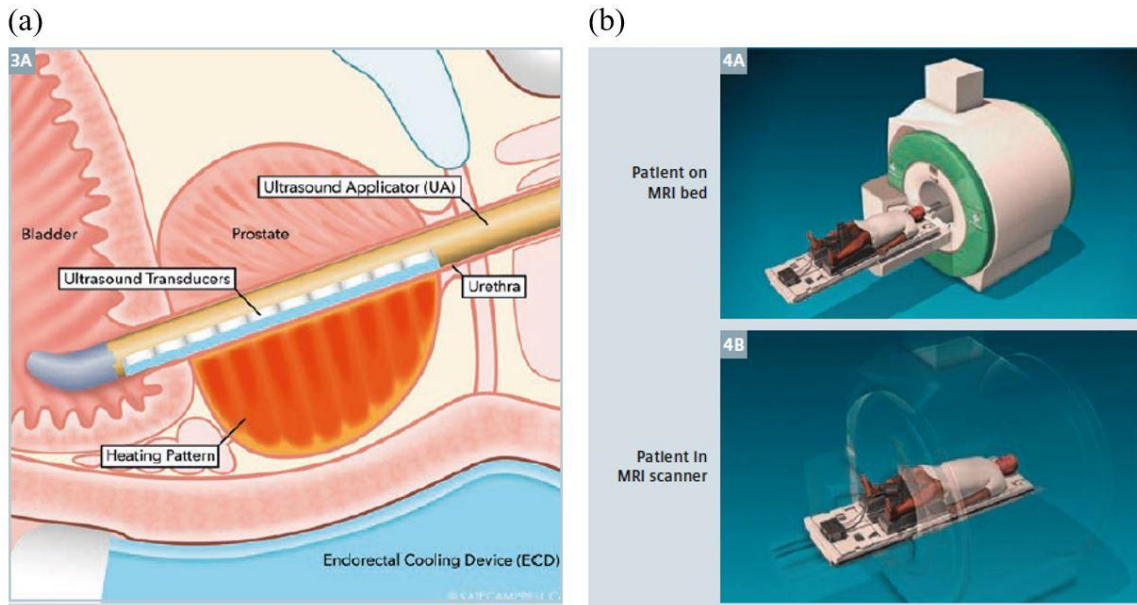 (a)
(b)
3A
Ultrasound Applicator (UA)
Bladder
Prostate
Ultrasound Transducers
Urethra
Heating Pattern
Endorectal Cooling Device (ECD)
4A
Patient on
MRI bed
4B
Patient in
MRI scanner